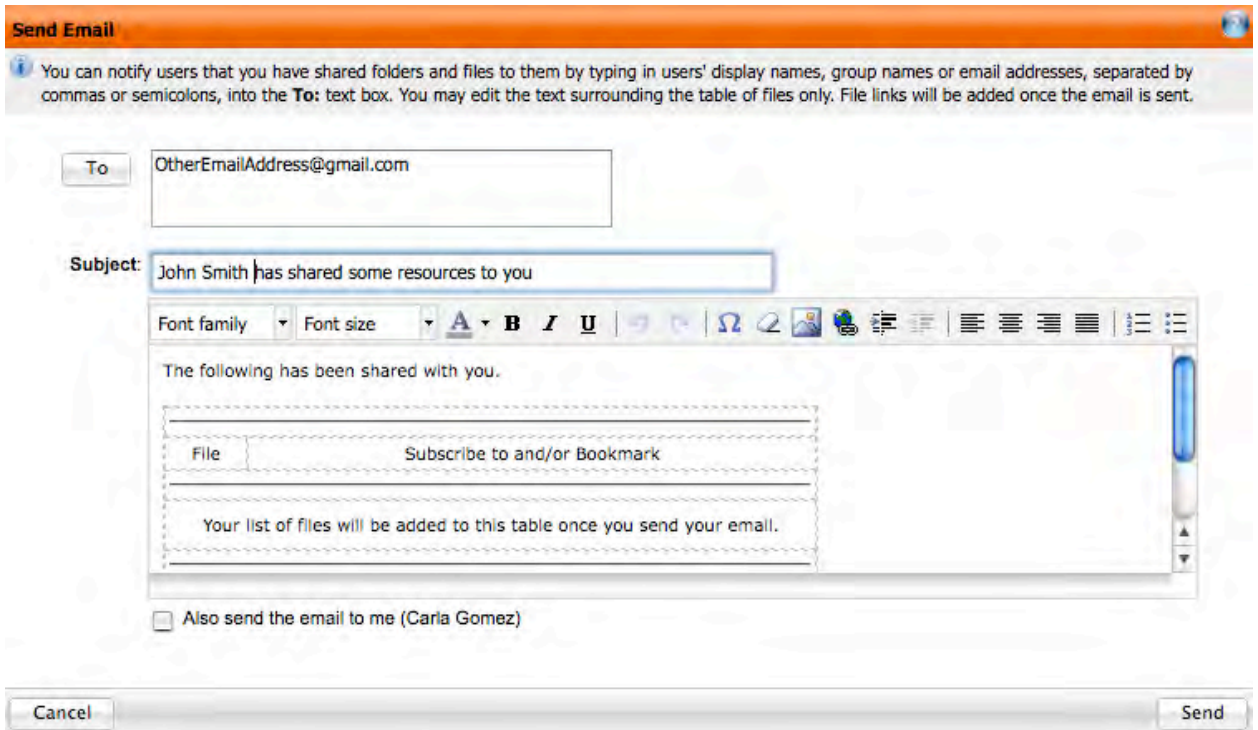 Send Email
You can notify users that you have shared folders and files to them by typing in users' display names, group names or email addresses, separated by
commas or semicolons, into the To: text box. You may edit the text surrounding the table of files only. File links will be added once the email is sent.
To
OtherEmailAddress@gmail.com
Subject:
John Smith has shared some resources to you
Font family Font size A B I U Ω
The following has been shared with you.
File Subscribe to and/or Bookmark
Your list of files will be added to this table once you send your email.
Also send the email to me (Carla Gomez)
Cancel Send